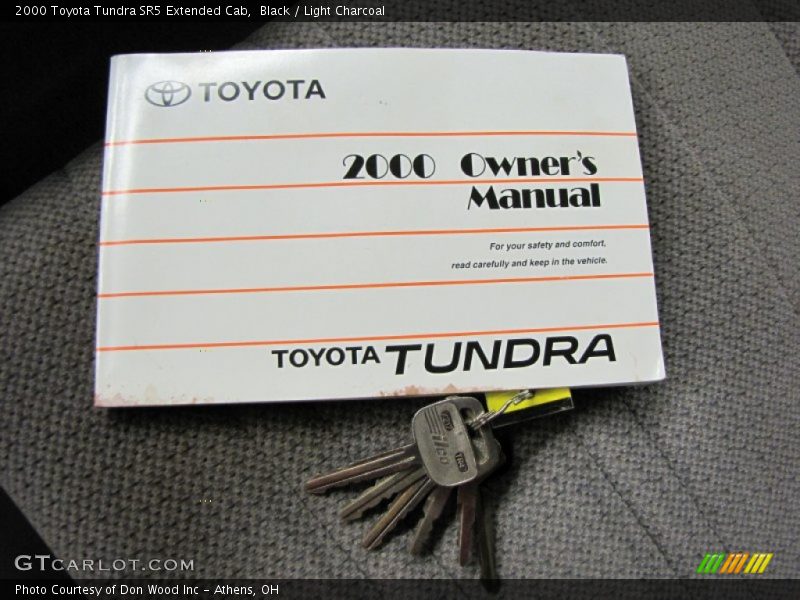 2000 Toyota Tundra SR5 Extended Cab, Black / Light Charcoal
TOYOTA
2000 Owner's
Manual
For your safety and comfort,
read carefully and keep in the vehicle.
TOYOTA TUNDRA
ilco
GTCARLOT.COM
Photo Courtesy of Don Wood Inc - Athens, OH